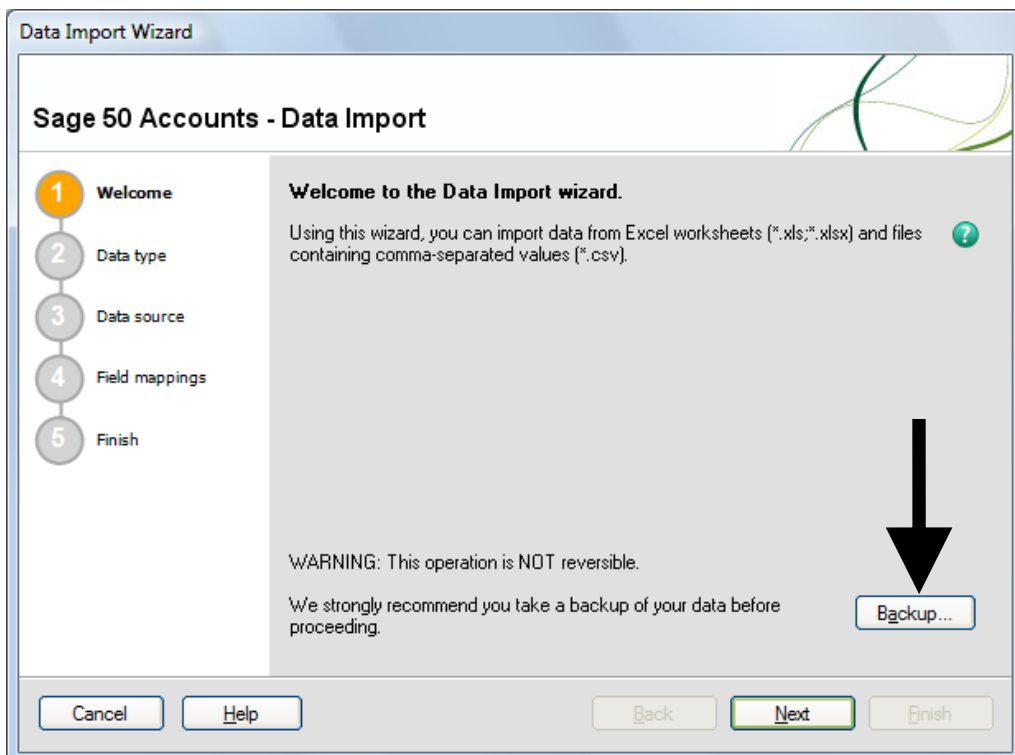 Data Import Wizard
Sage 50 Accounts - Data Import
1 Welcome
2 Data type
3 Data source
4 Field mappings
5 Finish
Welcome to the Data Import wizard.
Using this wizard, you can import data from Excel worksheets (*.xls;*.xlsx) and files
containing comma-separated values (*.csv).
?
WARNING: This operation is NOT reversible.
We strongly recommend you take a backup of your data before
proceeding.
Backup...
Cancel Help Back Next Finish